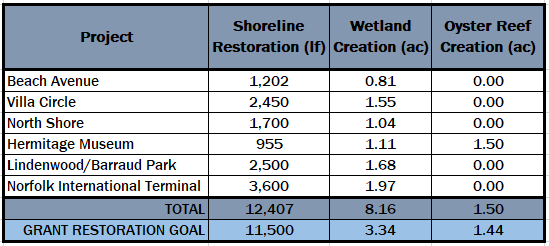 Project Shoreline Restoration (lf) Wetland Creation (ac) Oyster Reef Creation (ac)
Beach Avenue 1,202 0.81 0.00
Villa Circle 2,450 1.55 0.00
North Shore 1,700 1.04 0.00
Hermitage Museum 955 1.11 1.50
Lindenwood/Barraud Park 2,500 1.68 0.00
Norfolk International Terminal 3,600 1.97 0.00
TOTAL 12,407 8.16 1.50
GRANT RESTORATION GOAL 11,500 3.34 1.44